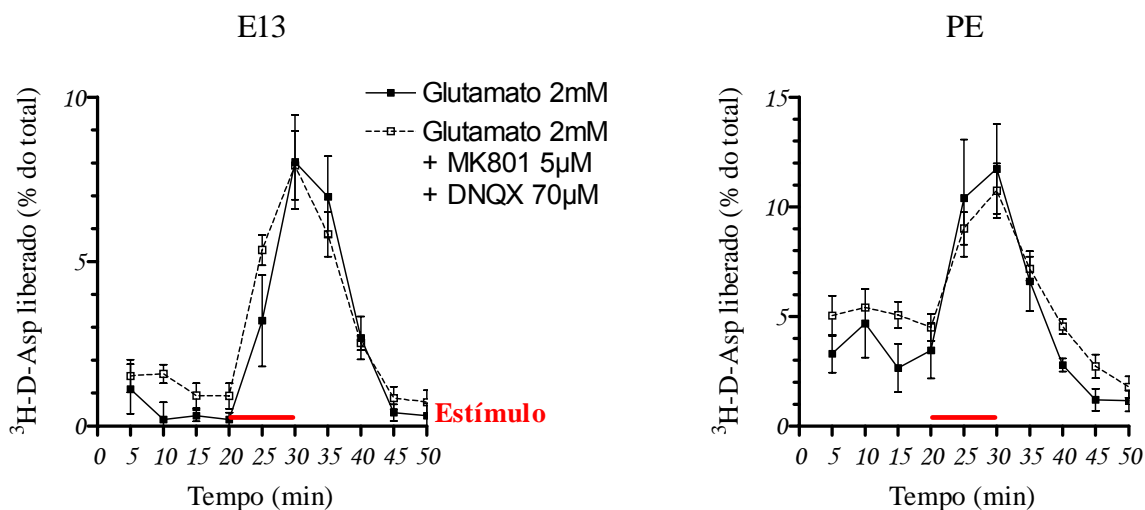 E13
10
5
0
³H-D-Asp liberado (% do total)
0 5 10 15 20 25 30 35 40 45 50
Tempo (min)
Glutamato 2mM
Glutamato 2mM
+ MK801 5µM
+ DNQX 70µM
Estímulo
PE
15
10
5
0
³H-D-Asp liberado (% do total)
0 5 10 15 20 25 30 35 40 45 50
Tempo (min)